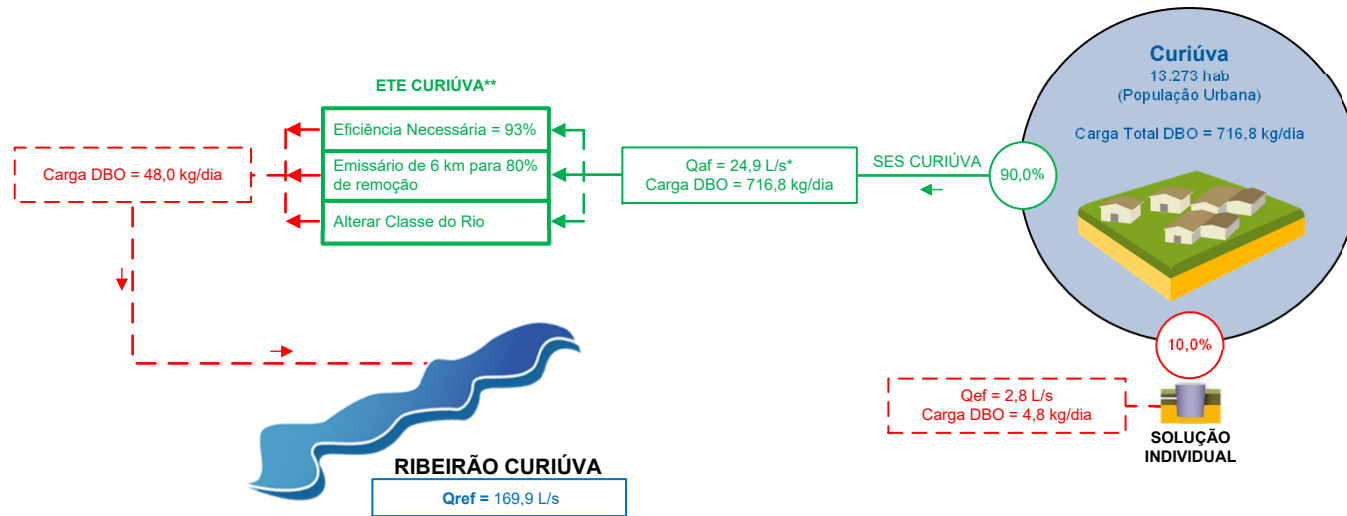 Curiúva
13.273 hab
(População Urbana)
Carga Total DBO = 716,8 kg/dia
ETE CURIÚVA**
Eficiência Necessária = 93%
Emissário de 6 km para 80%
de remoção
Alterar Classe do Rio
Carga DBO = 48,0 kg/dia
Qaf = 24,9 L/s*
Carga DBO = 716,8 kg/dia
SES CURIÚVA
90,0%
10,0%
Qef = 2,8 L/s
Carga DBO = 4,8 kg/dia
SOLUÇÃO
INDIVIDUAL
RIBEIRÃO CURIÚVA
Qref = 169,9 L/s